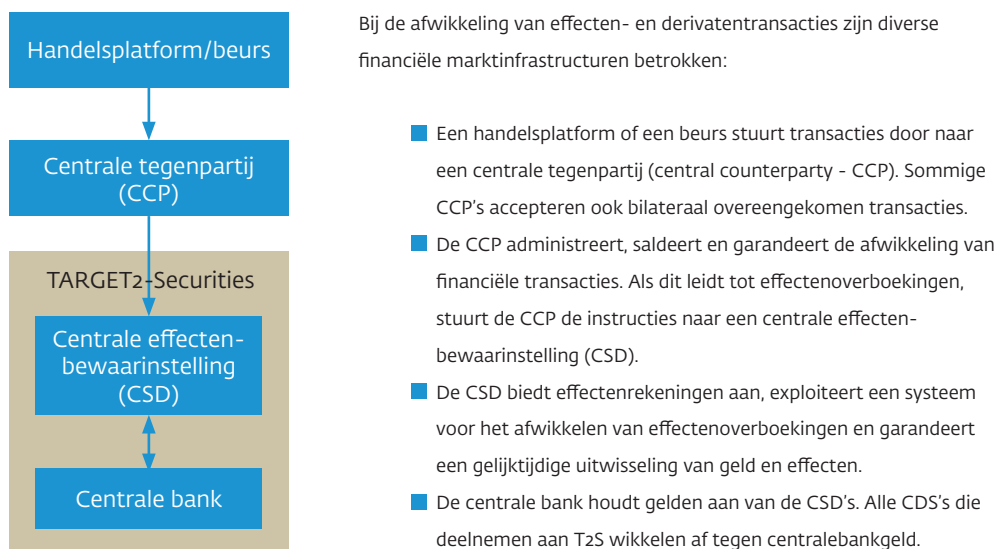 Handelsplatform/beurs
Centrale tegenpartij
(CCP)
TARGET2-Securities
Centrale effecten-
bewaarinstelling
(CSD)
Centrale bank
Bij de afwikkeling van effecten- en derivatentransacties zijn diverse
financiële marktinfrastructuren betrokken:
Een handelsplatform of een beurs stuurt transacties door naar
een centrale tegenpartij (central counterparty - CCP). Sommige
CCP's accepteren ook bilateraal overeengekomen transacties.
De CCP administreert, saldeert en garandeert de afwikkeling van
financiële transacties. Als dit leidt tot effectenoverboekingen,
stuurt de CCP de instructies naar een centrale effecten-
bewaarinstelling (CSD).
De CSD biedt effectenrekeningen aan, exploiteert een systeem
voor het afwikkelen van effectenoverboekingen en garandeert
een gelijktijdige uitwisseling van geld en effecten.
De centrale bank houdt gelden aan van de CSD's. Alle CDS's die
deelnemen aan T2S wikkelen af tegen centralebankgeld.